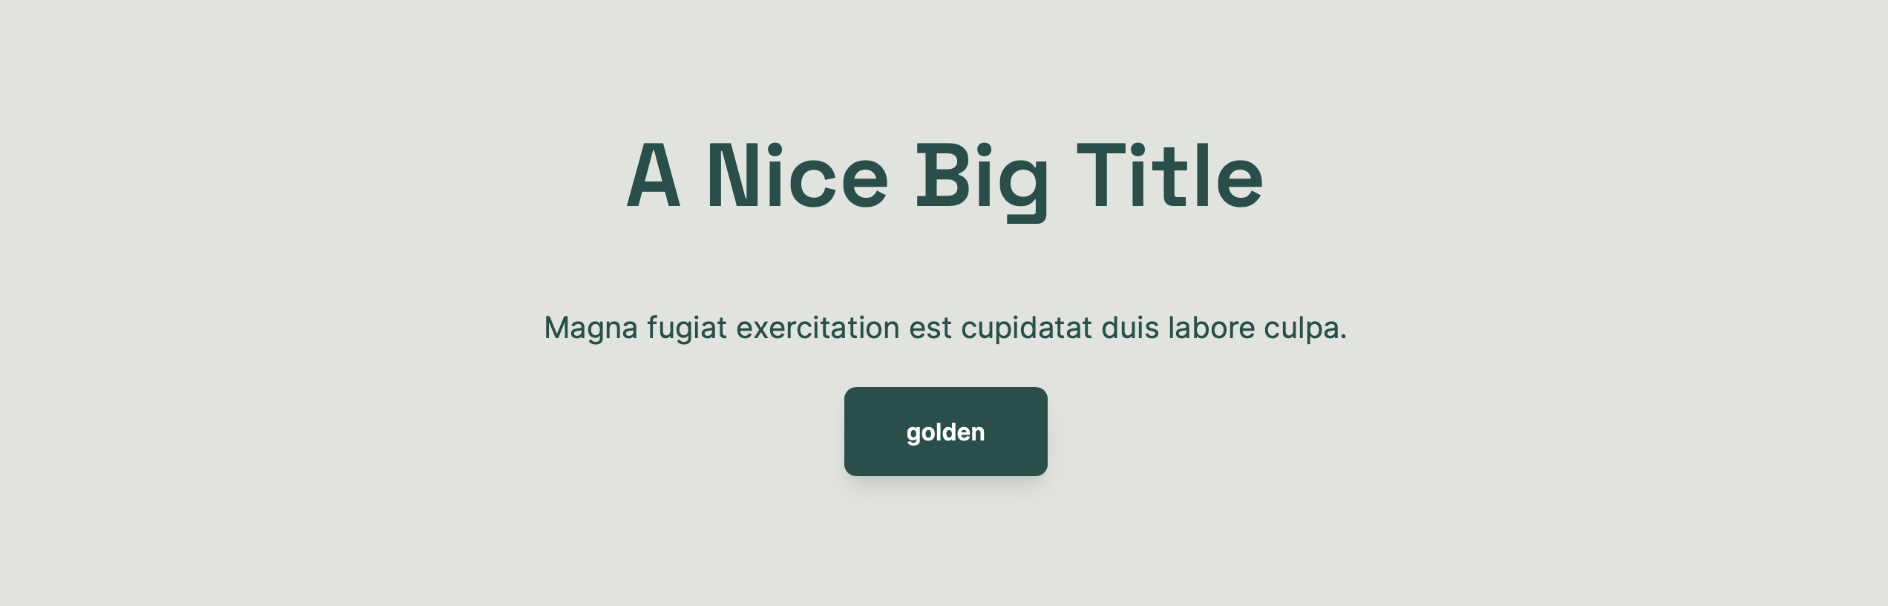 A Nice Big Title
Magna fugiat exercitation est cupidatat duis labore culpa.
golden